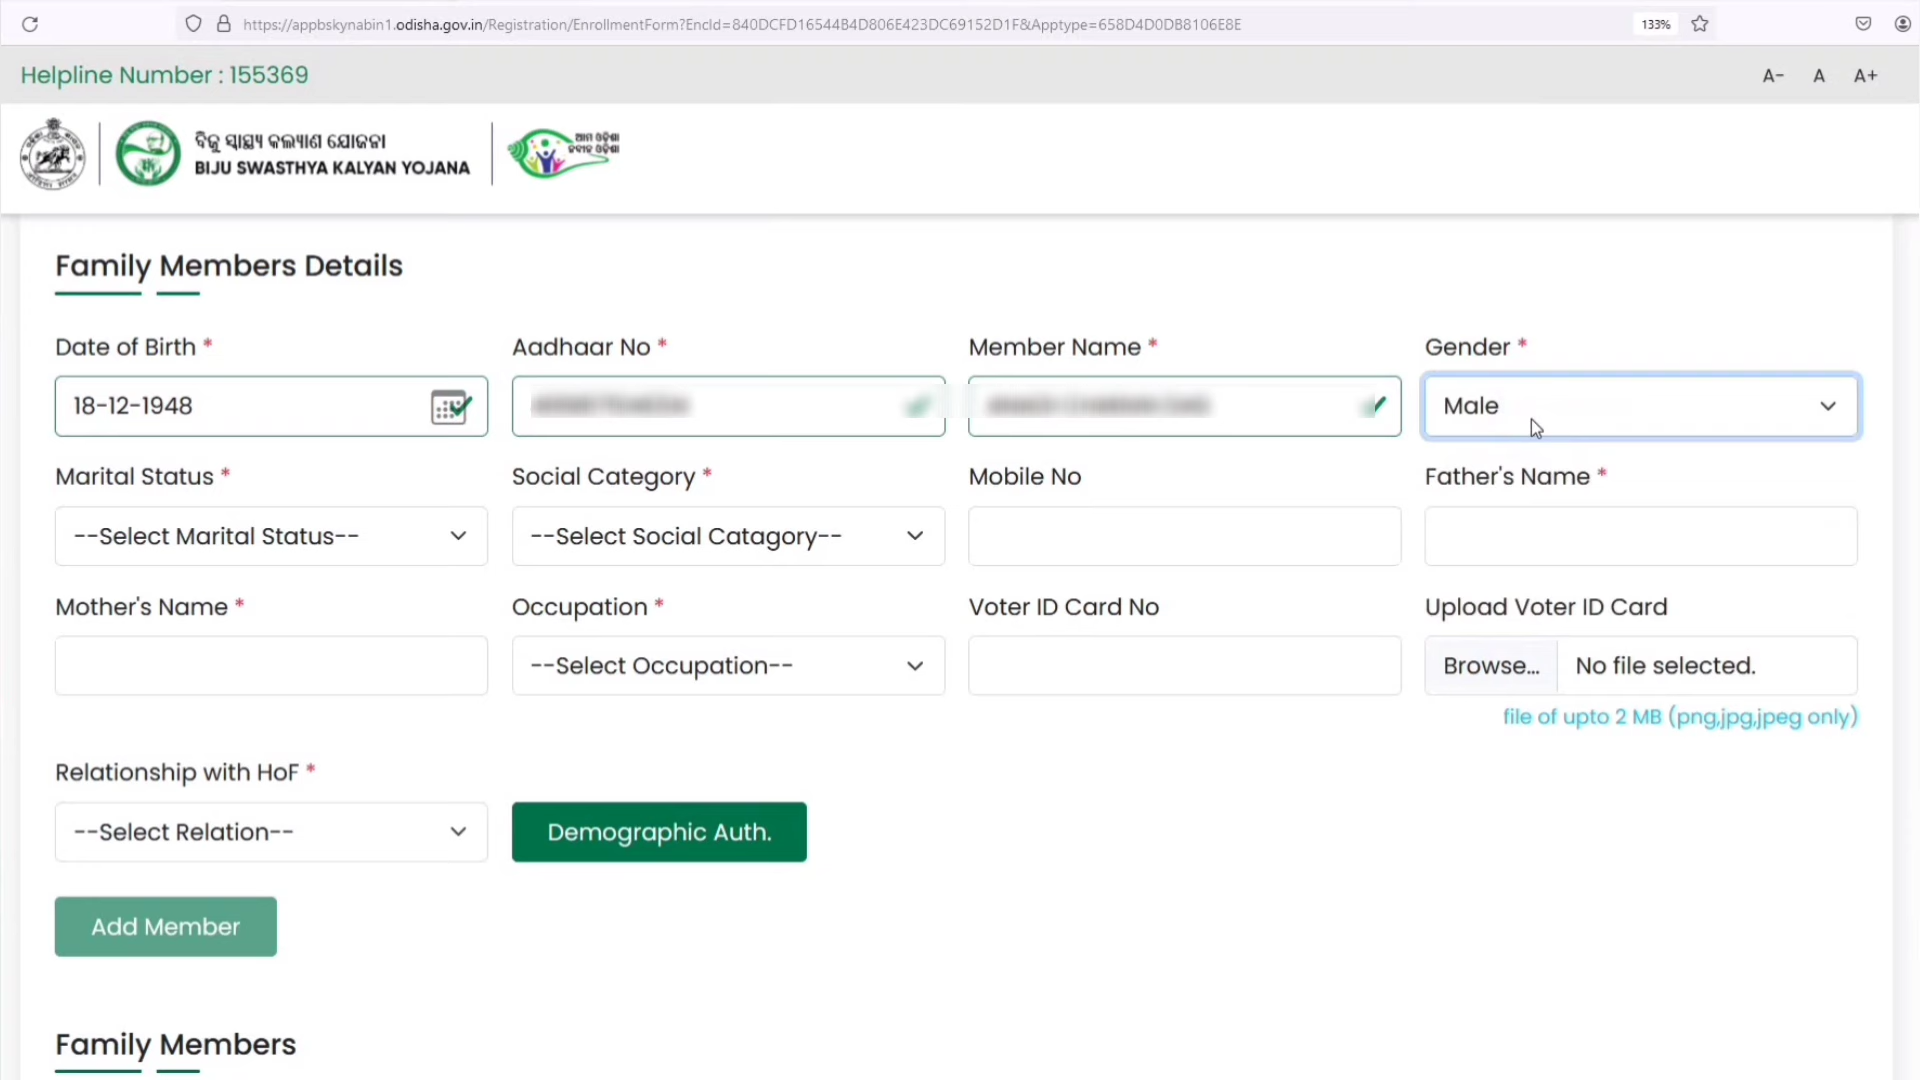 https://appbskynabin1.odisha.gov.in/Registration/EnrollmentForm?EncId=840DCFD16544B4D806E423DC69152D1F&Apptype=658D4D0DB8106E8E
133%
Helpline Number : 155369
A- A A+
ବିଜୁ ସ୍ୱାସ୍ଥ୍ୟ କଲ୍ୟାଣ ଯୋଜନା
BIJU SWASTHYA KALYAN YOJANA
ଆମ ଓଡ଼ିଶା
ନବୀନ ଓଡ଼ିଶା
Family Members Details
Date of Birth * Aadhaar No * Member Name * Gender *
18-12-1948 Male
Marital Status * Social Category * Mobile No Father's Name *
--Select Marital Status-- --Select Social Catagory--
Mother's Name * Occupation * Voter ID Card No Upload Voter ID Card
--Select Occupation-- Browse... No file selected.
file of upto 2 MB (png,jpg,jpeg only)
Relationship with HoF *
--Select Relation-- Demographic Auth.
Add Member
Family Members